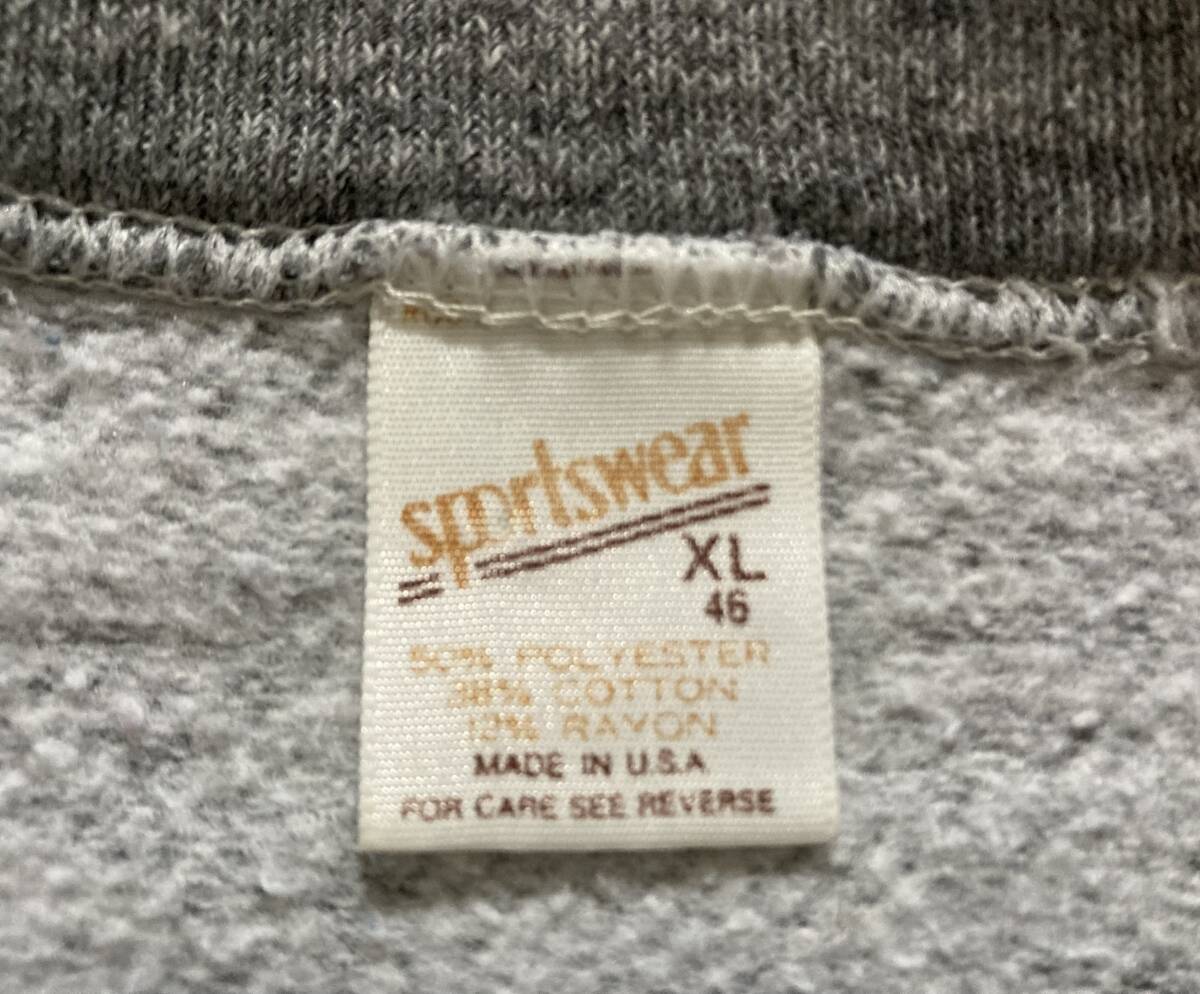 sportswear
XL
46
50% POLYESTER
38% COTTON
12% RAYON
MADE IN U.S.A.
FOR CARE SEE REVERSE